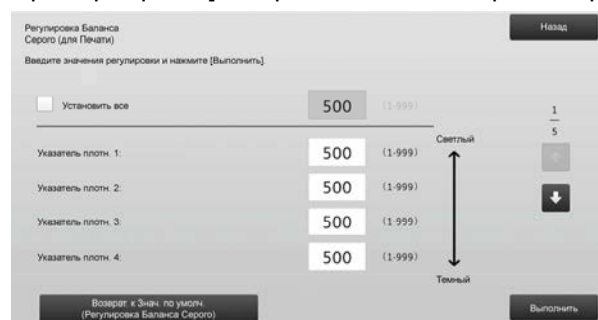 Регулировка Баланса
Серого (для Печати)
Назад
Введите значения регулировки и нажмите [Выполнить].
Установить все 500 (1-999)
1
5
Светлый
Указатель плотн. 1: 500 (1-999)
Указатель плотн. 2: 500 (1-999)
Указатель плотн. 3: 500 (1-999)
Указатель плотн. 4: 500 (1-999)
Темный
Возврат к Знач. по умолч.
(Регулировка Баланса Серого)
Выполнить